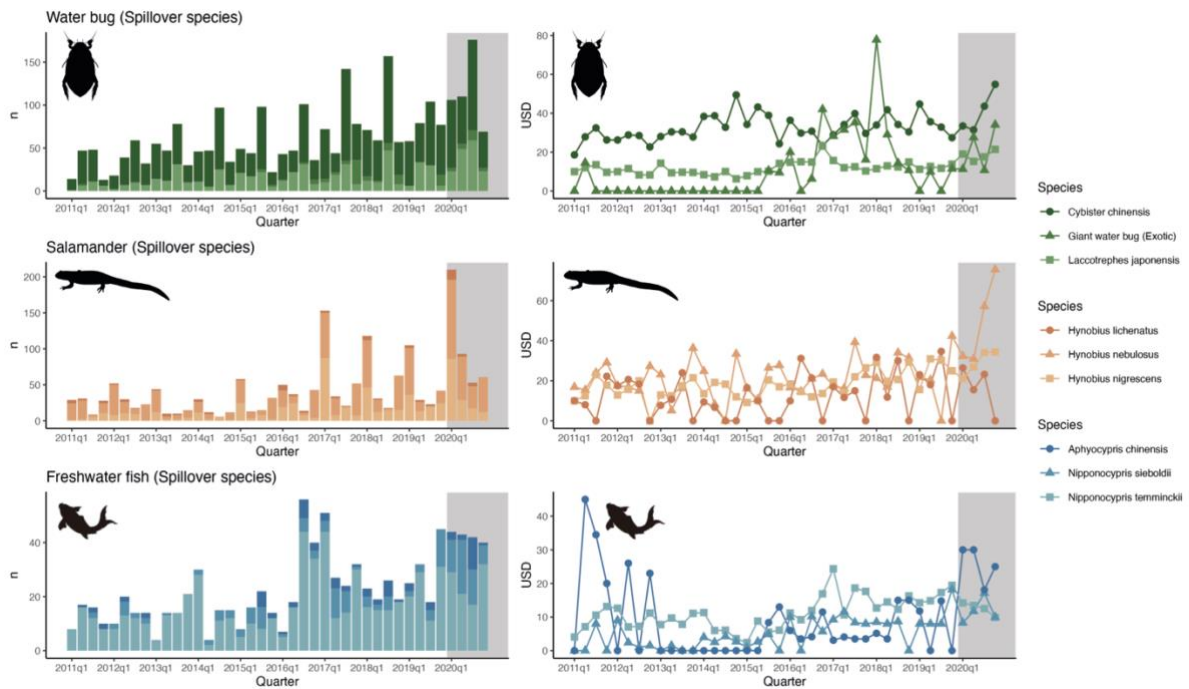 Water bug (Spillover species)
n
150
100
50
0
2011q1 2012q1 2013q1 2014q1 2015q1 2016q1 2017q1 2018q1 2019q1 2020q1
Quarter
USD
80
60
40
20
0
2011q1 2012q1 2013q1 2014q1 2015q1 2016q1 2017q1 2018q1 2019q1 2020q1
Quarter
Salamander (Spillover species)
n
200
150
100
50
0
2011q1 2012q1 2013q1 2014q1 2015q1 2016q1 2017q1 2018q1 2019q1 2020q1
Quarter
USD
60
40
20
0
2011q1 2012q1 2013q1 2014q1 2015q1 2016q1 2017q1 2018q1 2019q1 2020q1
Quarter
Freshwater fish (Spillover species)
n
40
20
0
2011q1 2012q1 2013q1 2014q1 2015q1 2016q1 2017q1 2018q1 2019q1 2020q1
Quarter
USD
40
30
20
10
0
2011q1 2012q1 2013q1 2014q1 2015q1 2016q1 2017q1 2018q1 2019q1 2020q1
Quarter
Species
Cybister chinensis
Giant water bug (Exotic)
Laccotrephes japonensis
Species
Hynobius lichenatus
Hynobius nebulosus
Hynobius nigrescens
Species
Aphyocypris chinensis
Nipponocypris sieboldii
Nipponocypris temminckii